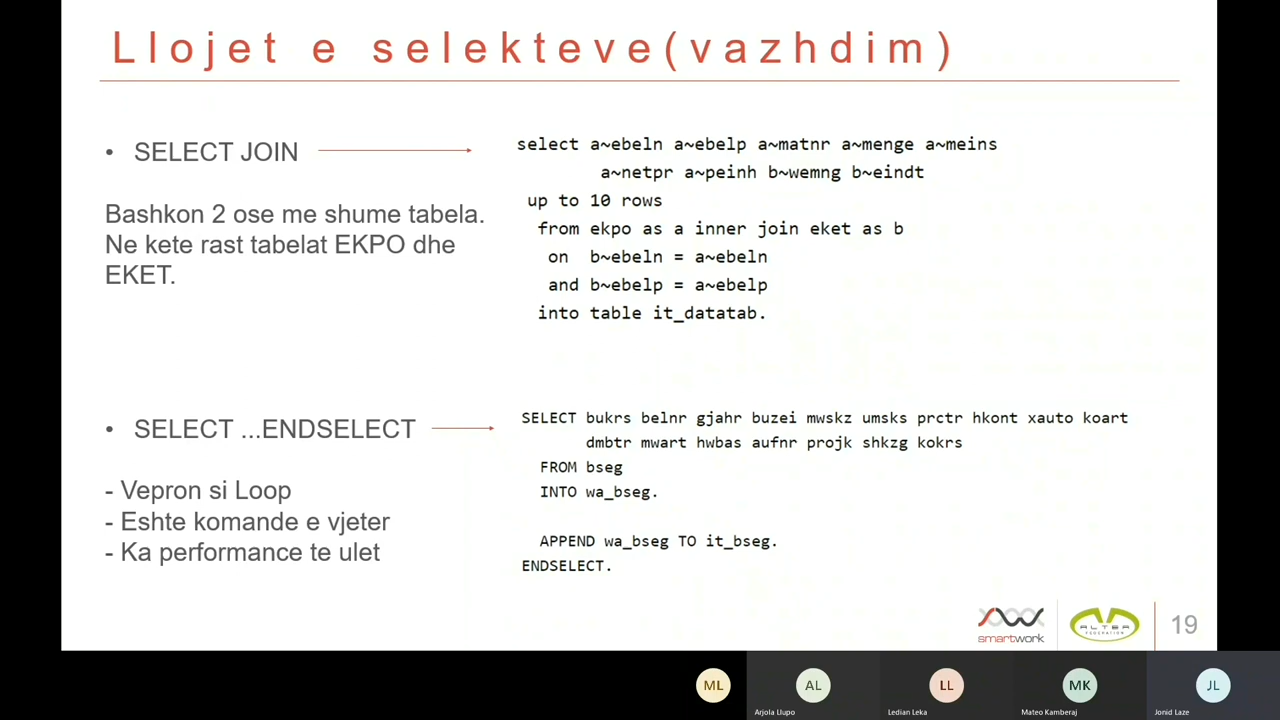 Llojet e selekteve(vazhdim)
• SELECT JOIN
Bashkon 2 ose me shume tabela.
Ne kete rast tabelat EKPO dhe
EKET.
select a~ebeln a~ebelp a~matnr a~menge a~meins
a~netpr a~peinh b~wemng b~eindt
up to 10 rows
from ekpo as a inner join eket as b
on b~ebeln = a~ebeln
and b~ebelp = a~ebelp
into table it_datatab.
• SELECT ...ENDSELECT
- Vepron si Loop
- Eshte komande e vjeter
- Ka performance te ulet
SELECT bukrs belnr gjahr buzei mwskz umsks prctr hkont xauto koart
dmbtr mwart hwbas aufnr projk shkzg kokrs
FROM bseg
INTO wa_bseg.
APPEND wa_bseg TO it_bseg.
ENDSELECT.
smartwork
ALTER
FEDERATION
19
ML
AL
Arjola Llupo
LL
Ledian Leka
MK
Mateo Kamberaj
JL
Jonid Laze